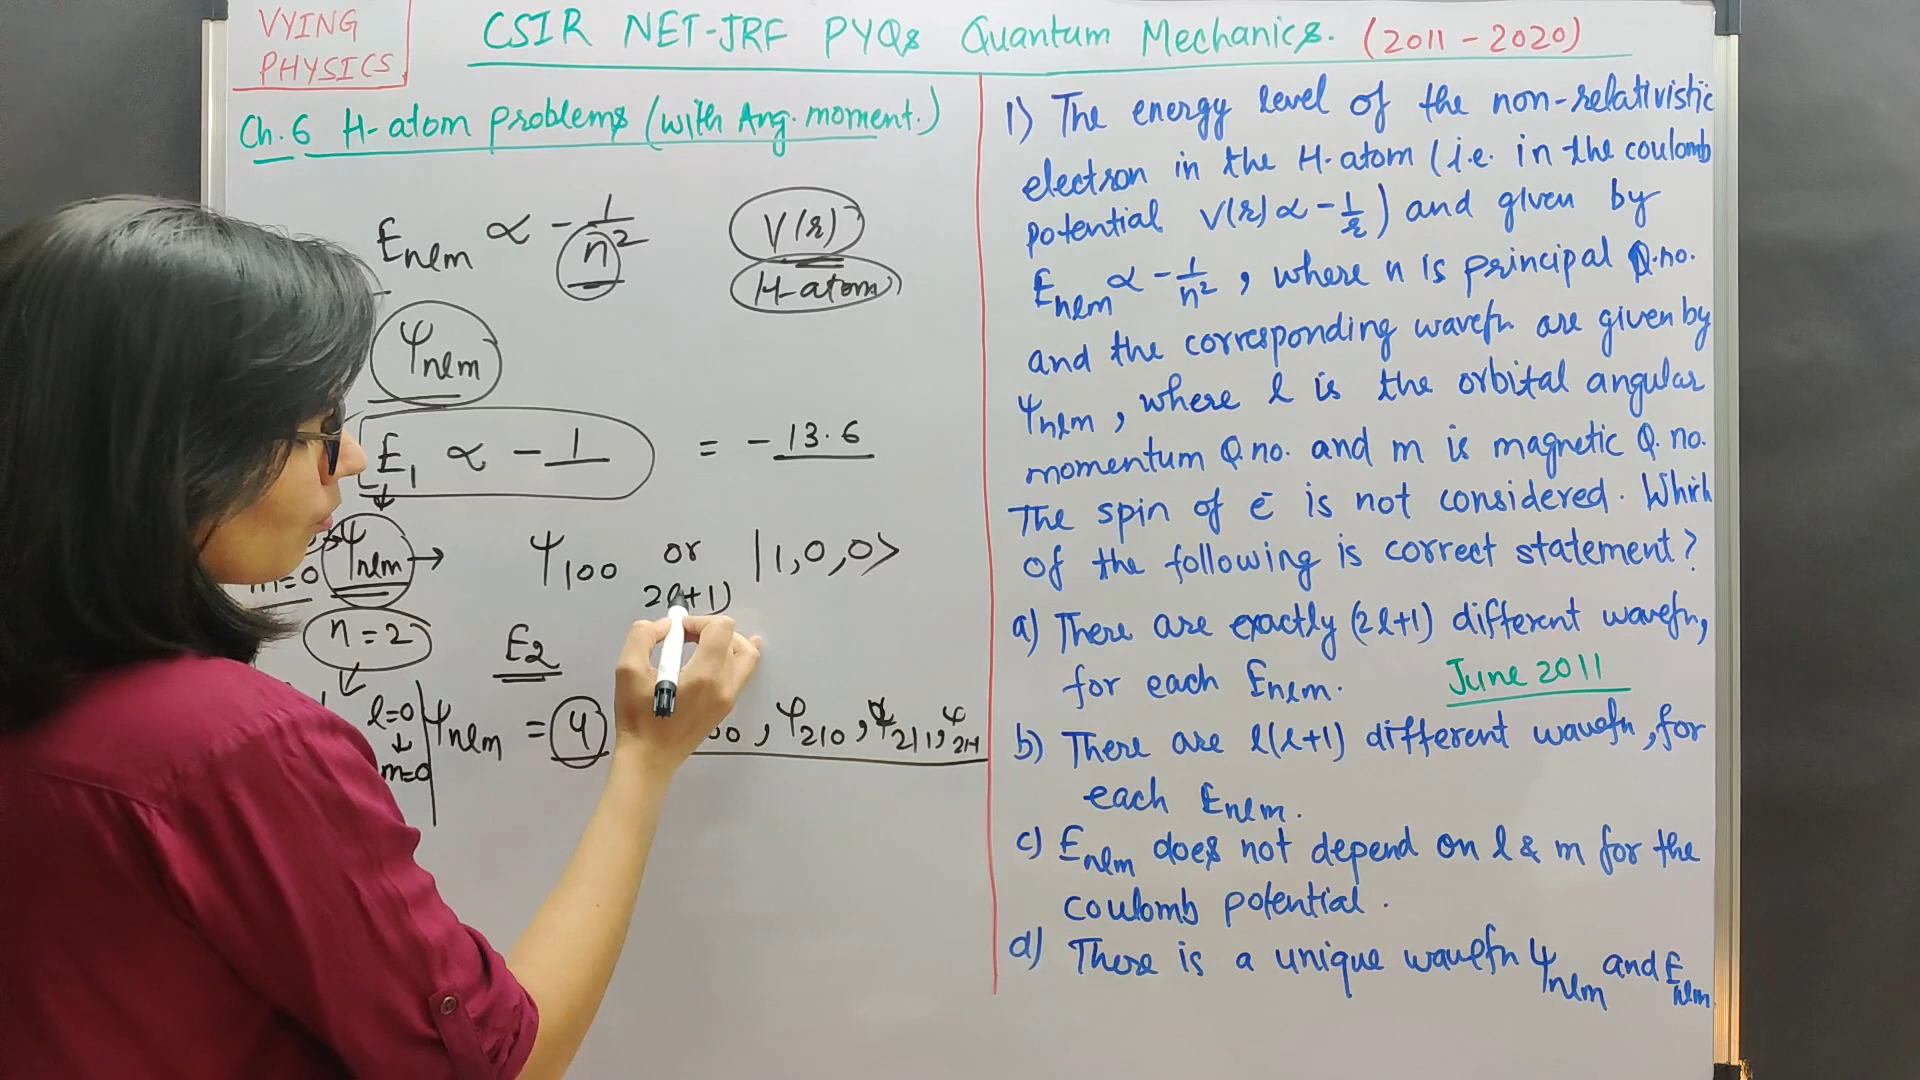 VYING
PHYSICS
CSIR NET-JRF PYQs Quantum Mechanics. (2011-2020)
Ch.6 H-atom problems (with Ang. moment.)
Enlm ∝ -1/n²
V(r)
H-atom
Ψnlm
E₁ ∝ -1 = -13.6
Ψnlm → Ψ100 or |1,0,0>
m=0
2l+1)
n=2
E2
l=0
Ψnlm = 4
, Ψ210, Ψ211, Ψ21-1
m=0
1) The energy level of the non-relativistic
electron in the H-atom (i.e. in the coulomb
potential V(r) ∝ -1/r) and given by
Enlm ∝ -1/n², where n is principal Q.no.
and the corresponding wavefn are given by
Ψnlm, where l is the orbital angular
momentum Q.no. and m is magnetic Q.no.
The spin of e- is not considered. Which
of the following is correct statement?
a) There are exactly (2l+1) different wavefn,
for each Enlm.
June 2011
b) There are l(l+1) different wavefn, for
each Enlm.
c) Enlm does not depend on l & m for the
coulomb potential.
d) There is a unique wavefn Ψnlm and Enlm